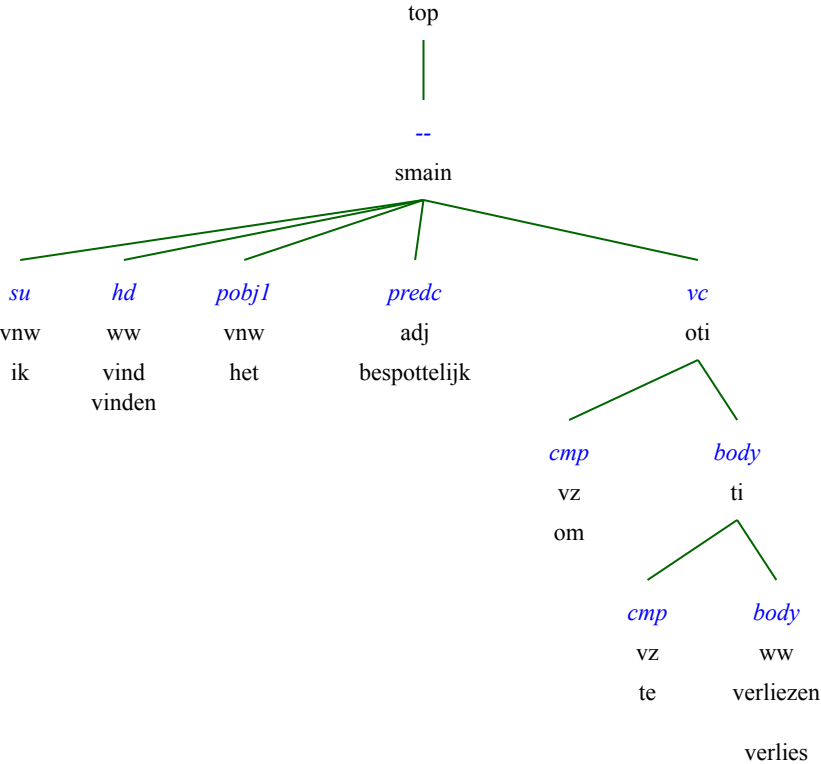 top
--
smain
su hd pobj1 predc vc
vnw ww vnw adj oti
ik vind het bespottelijk
vinden
cmp body
vz ti
om
cmp body
vz ww
te verliezen
verlies